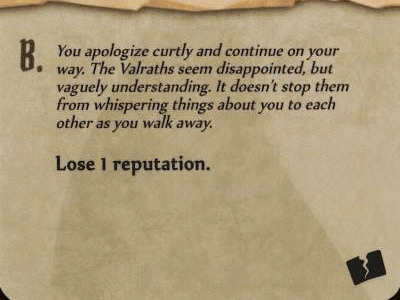 B. You apologize curtly and continue on your
way. The Valraths seem disappointed, but
vaguely understanding. It doesn't stop them
from whispering things about you to each
other as you walk away.
Lose 1 reputation.